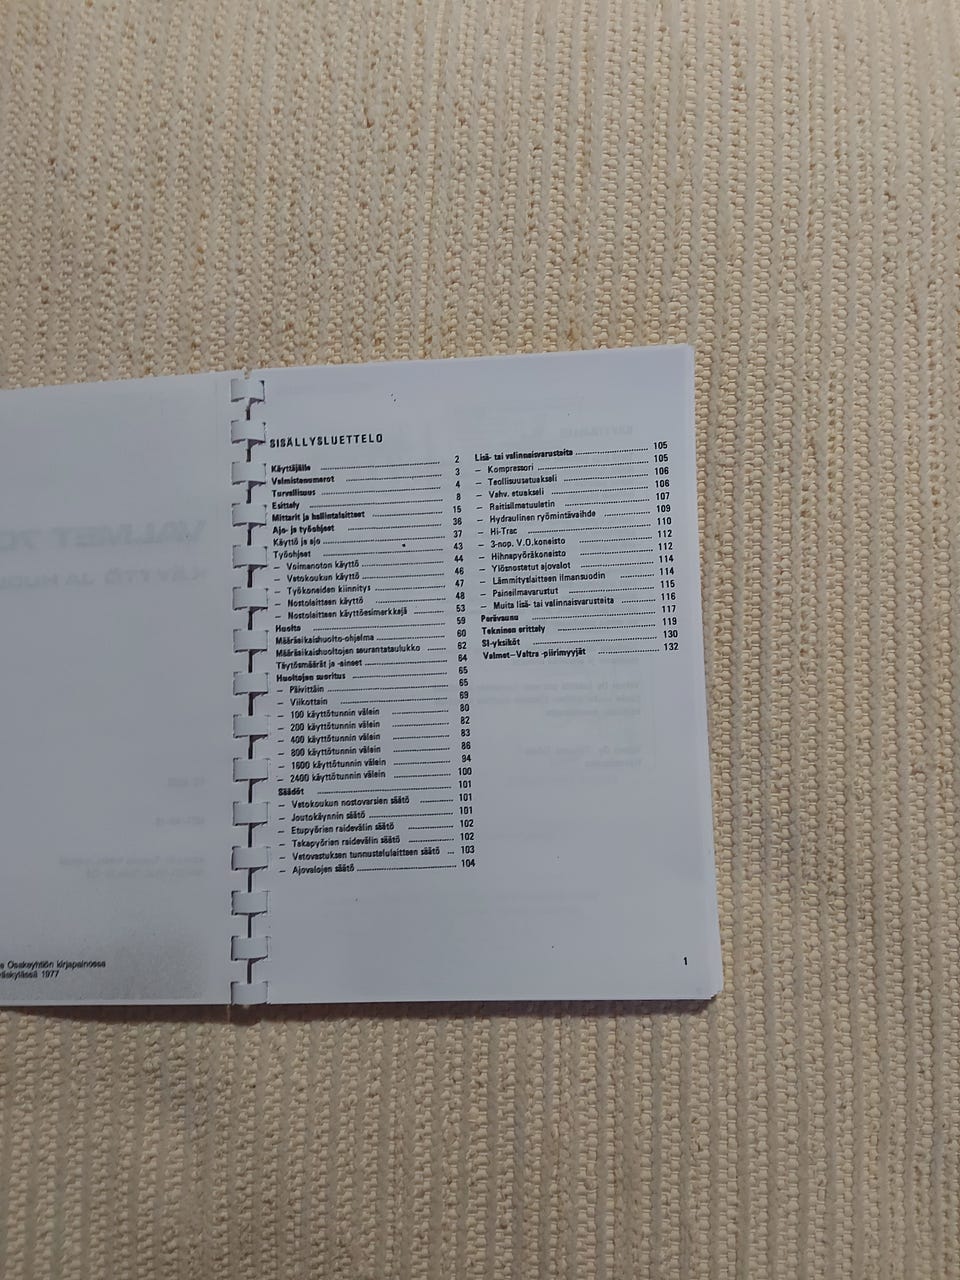 SISÄLLYSLUETTELO
Käyttäjälle 2
Valmistenumerot 3
Turvallisuus 4
Esittely 8
Mittarit ja hallintalaitteet 15
Ajo- ja työohjeet 36
Käyttö ja ajo 37
Työohjeet 43
– Voimanoton käyttö 44
– Vetokoukun käyttö 46
– Työkoneiden kiinnitys 47
– Nostolaitteen käyttö 48
– Nostolaitteen käyttöesimerkkejä 53
Huolto 59
Määräaikaishuolto-ohjelma 60
Määräaikaishuoltojen seurantataulukko 62
Täytösmäärät ja -aineet 64
Huoltojen suoritus 65
– Päivittäin 65
– Viikottain 69
– 100 käyttötunnin välein 80
– 200 käyttötunnin välein 82
– 400 käyttötunnin välein 83
– 800 käyttötunnin välein 86
– 1600 käyttötunnin välein 94
– 2400 käyttötunnin välein 100
Säädöt 101
– Vetokoukun nostovarsien säätö 101
– Joutokäynnin säätö 101
– Etupyörien raidevälin säätö 102
– Takapyörien raidevälin säätö 102
– Vetovastuksen tunnustelulaitteen säätö 103
– Ajovalojen säätö 104
Lisä- tai valinnaisvarusteita 105
– Kompressori 105
– Teollisuusetuakseli 106
– Vahv. etuakseli 106
– Raitisilmatuuletin 107
– Hydraulinen ryömintävaihde 109
– Hi-Trac 110
– 3-nop. V.O.koneisto 112
– Hihnapyöräkoneisto 112
– Ylösnostetut ajovalot 114
– Lämmityslaitteen ilmansuodin 114
– Paineilmavarustut 115
– Muita lisä- tai valinnaisvarusteita 116
Perävaunu 117
Tekninen erittely 119
SI-yksiköt 130
Valmet–Valtra -piirimyyjät 132
1
Osakeyhtiön kirjapainossa
1977